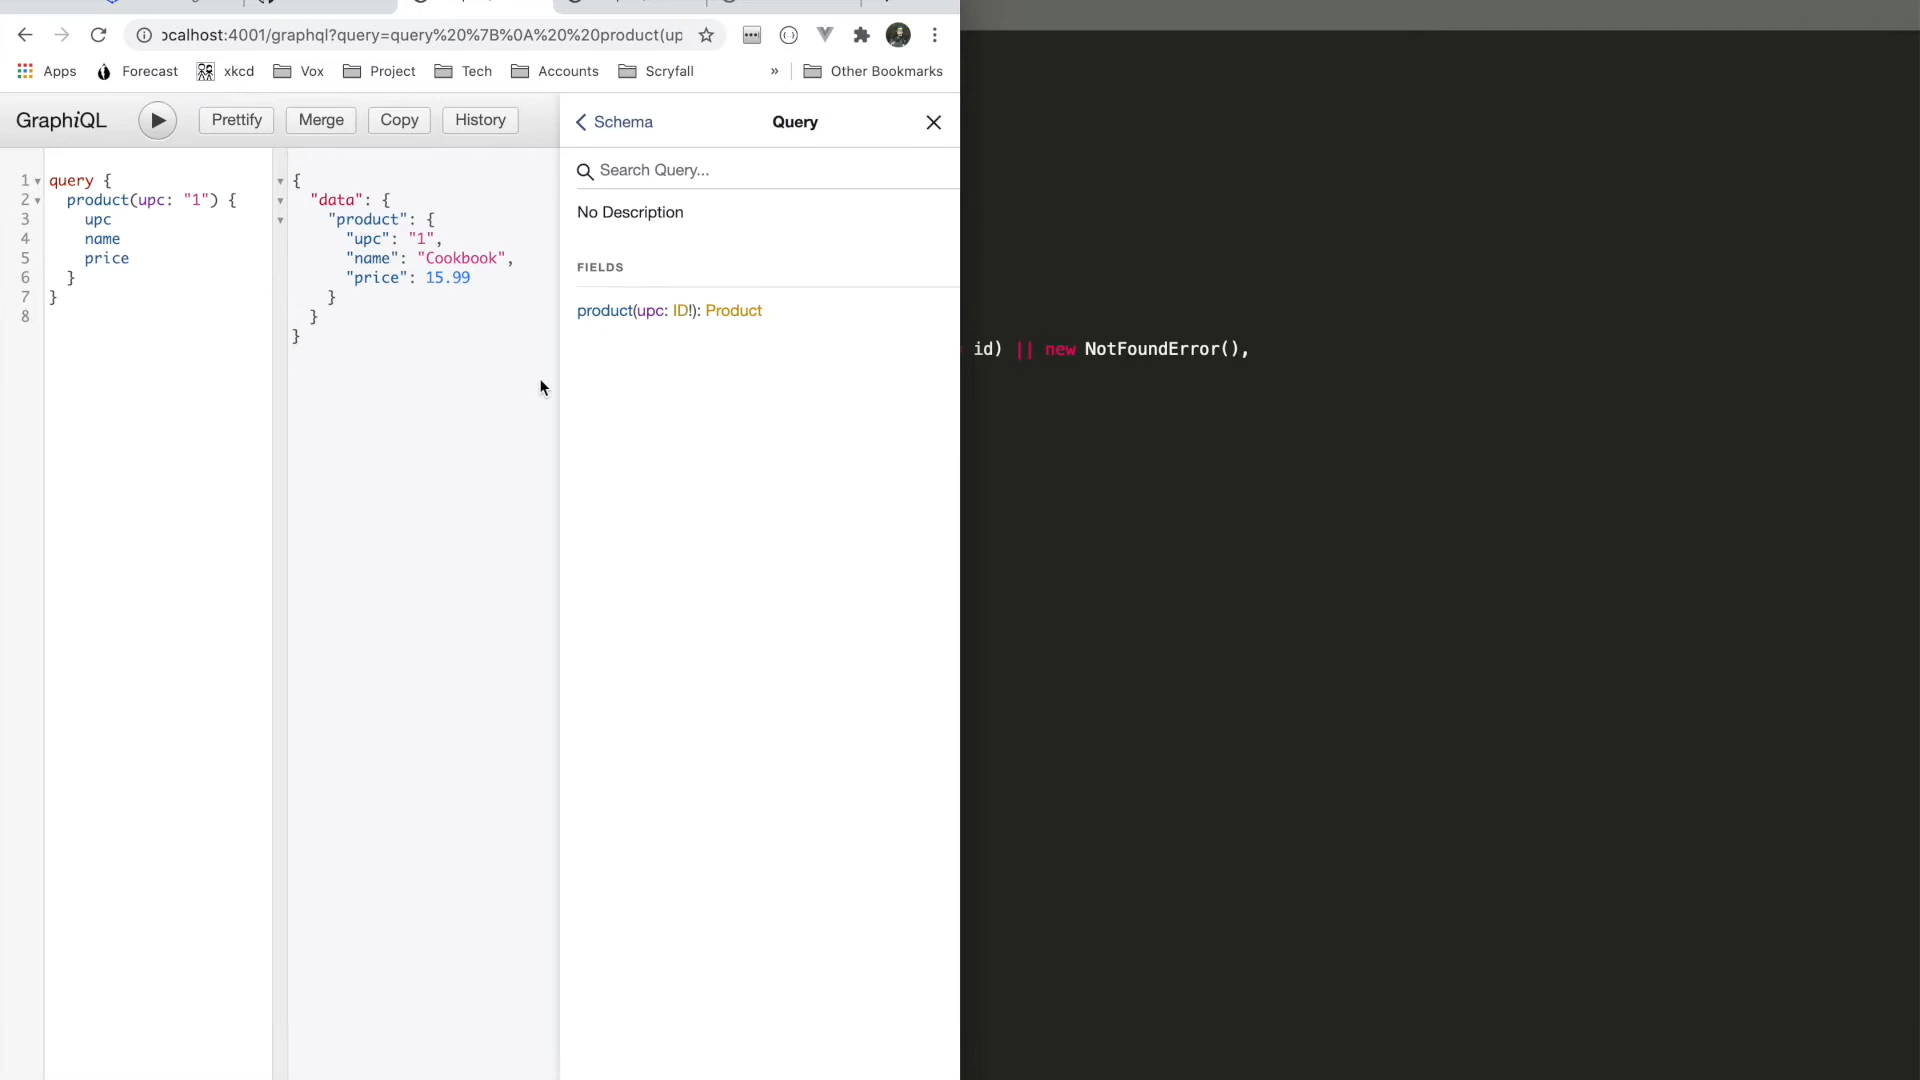 ocalhost:4001/graphql?query=query%20%7B%0A%20%20product(up
Apps Forecast xkcd Vox Project Tech Accounts Scryfall » Other Bookmarks
GraphiQL Prettify Merge Copy History
Schema Query
Search Query...
No Description
FIELDS
product(upc: ID!): Product
1 query {
2 product(upc: "1") {
3 upc
4 name
5 price
6 }
7 }
8
{
"data": {
"product": {
"upc": "1",
"name": "Cookbook",
"price": 15.99
}
}
}
id) || new NotFoundError(),